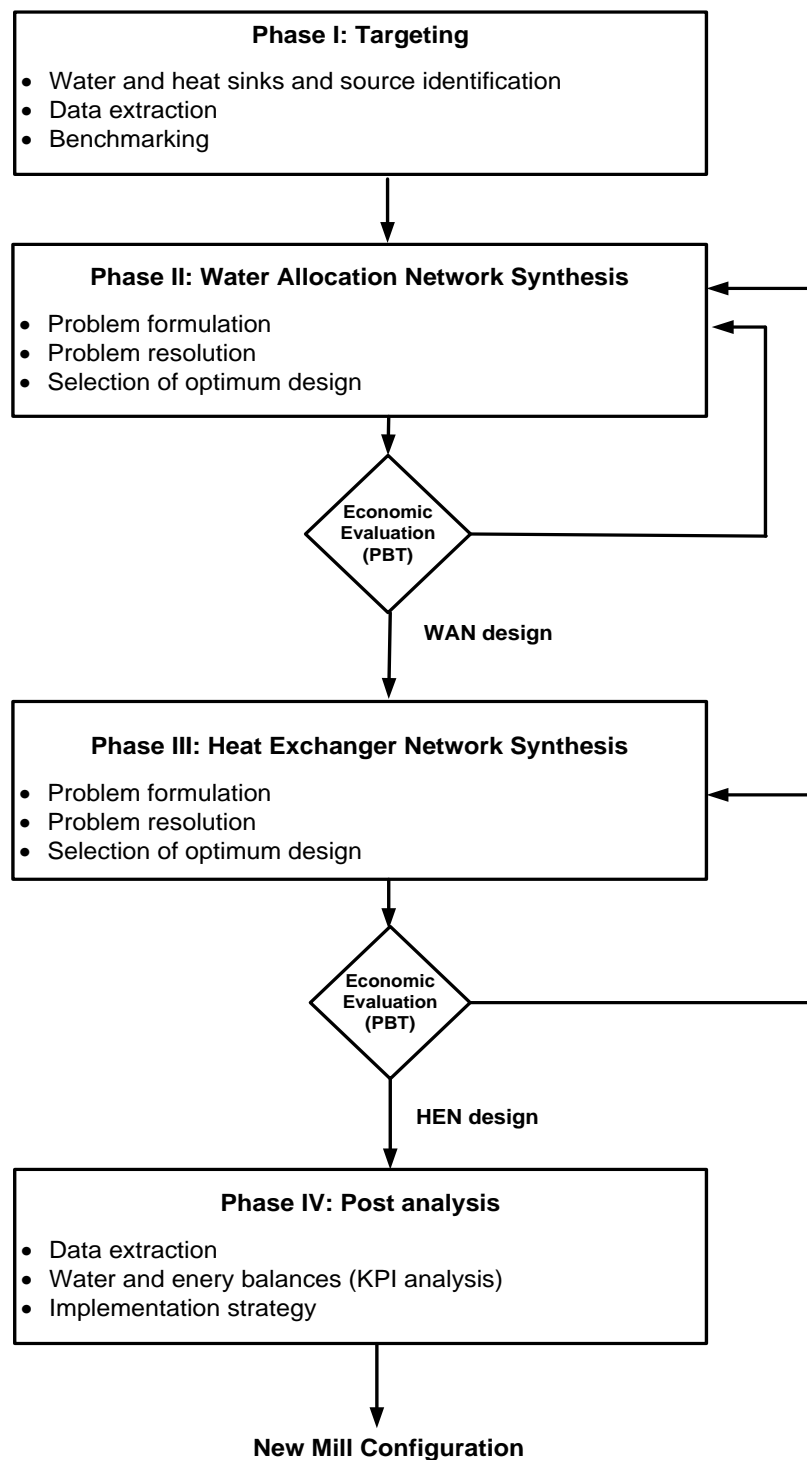 Phase I: Targeting
• Water and heat sinks and source identification
• Data extraction
• Benchmarking
Phase II: Water Allocation Network Synthesis
• Problem formulation
• Problem resolution
• Selection of optimum design
Economic
Evaluation
(PBT)
WAN design
Phase III: Heat Exchanger Network Synthesis
• Problem formulation
• Problem resolution
• Selection of optimum design
Economic
Evaluation
(PBT)
HEN design
Phase IV: Post analysis
• Data extraction
• Water and enery balances (KPI analysis)
• Implementation strategy
New Mill Configuration